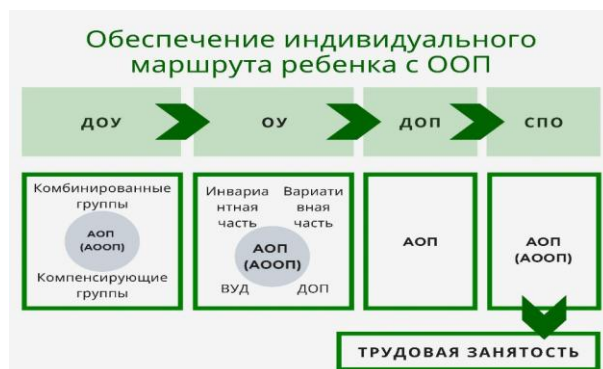 Обеспечение индивидуального
маршрута ребенка с ООП
ДОУ
ОУ
ДОП
СПО
Комбинированные
группы
АОП
(АООП)
Компенсирующие
группы
Инвариа
нтная
часть
Вариати
вная
часть
АОП
(АООП)
ВУД
ДОП
АОП
АОП
(АООП)
ТРУДОВАЯ ЗАНЯТОСТЬ